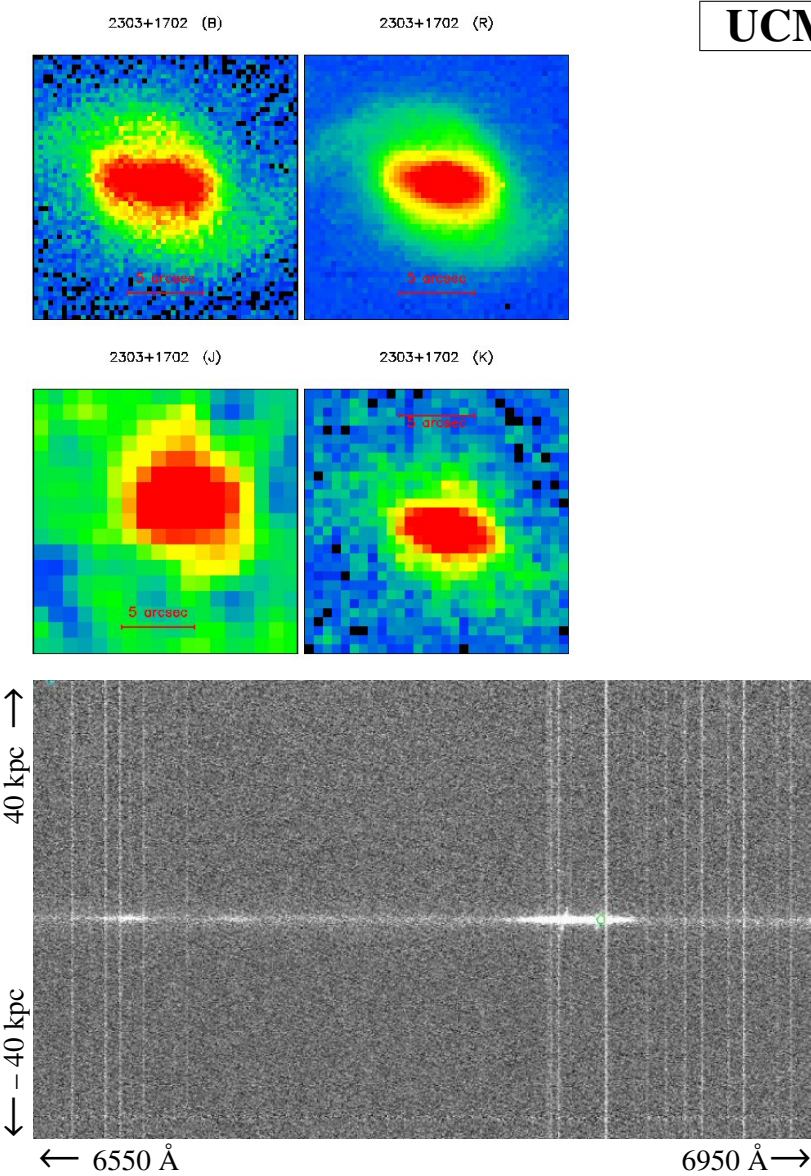 2303+1702 (B)
2303+1702 (R)
UCM
5 arcsec
5 arcsec
2303+1702 (J)
2303+1702 (K)
5 arcsec
5 arcsec
40 kpc →
← – 40 kpc
← 6550 Å
6950 Å →